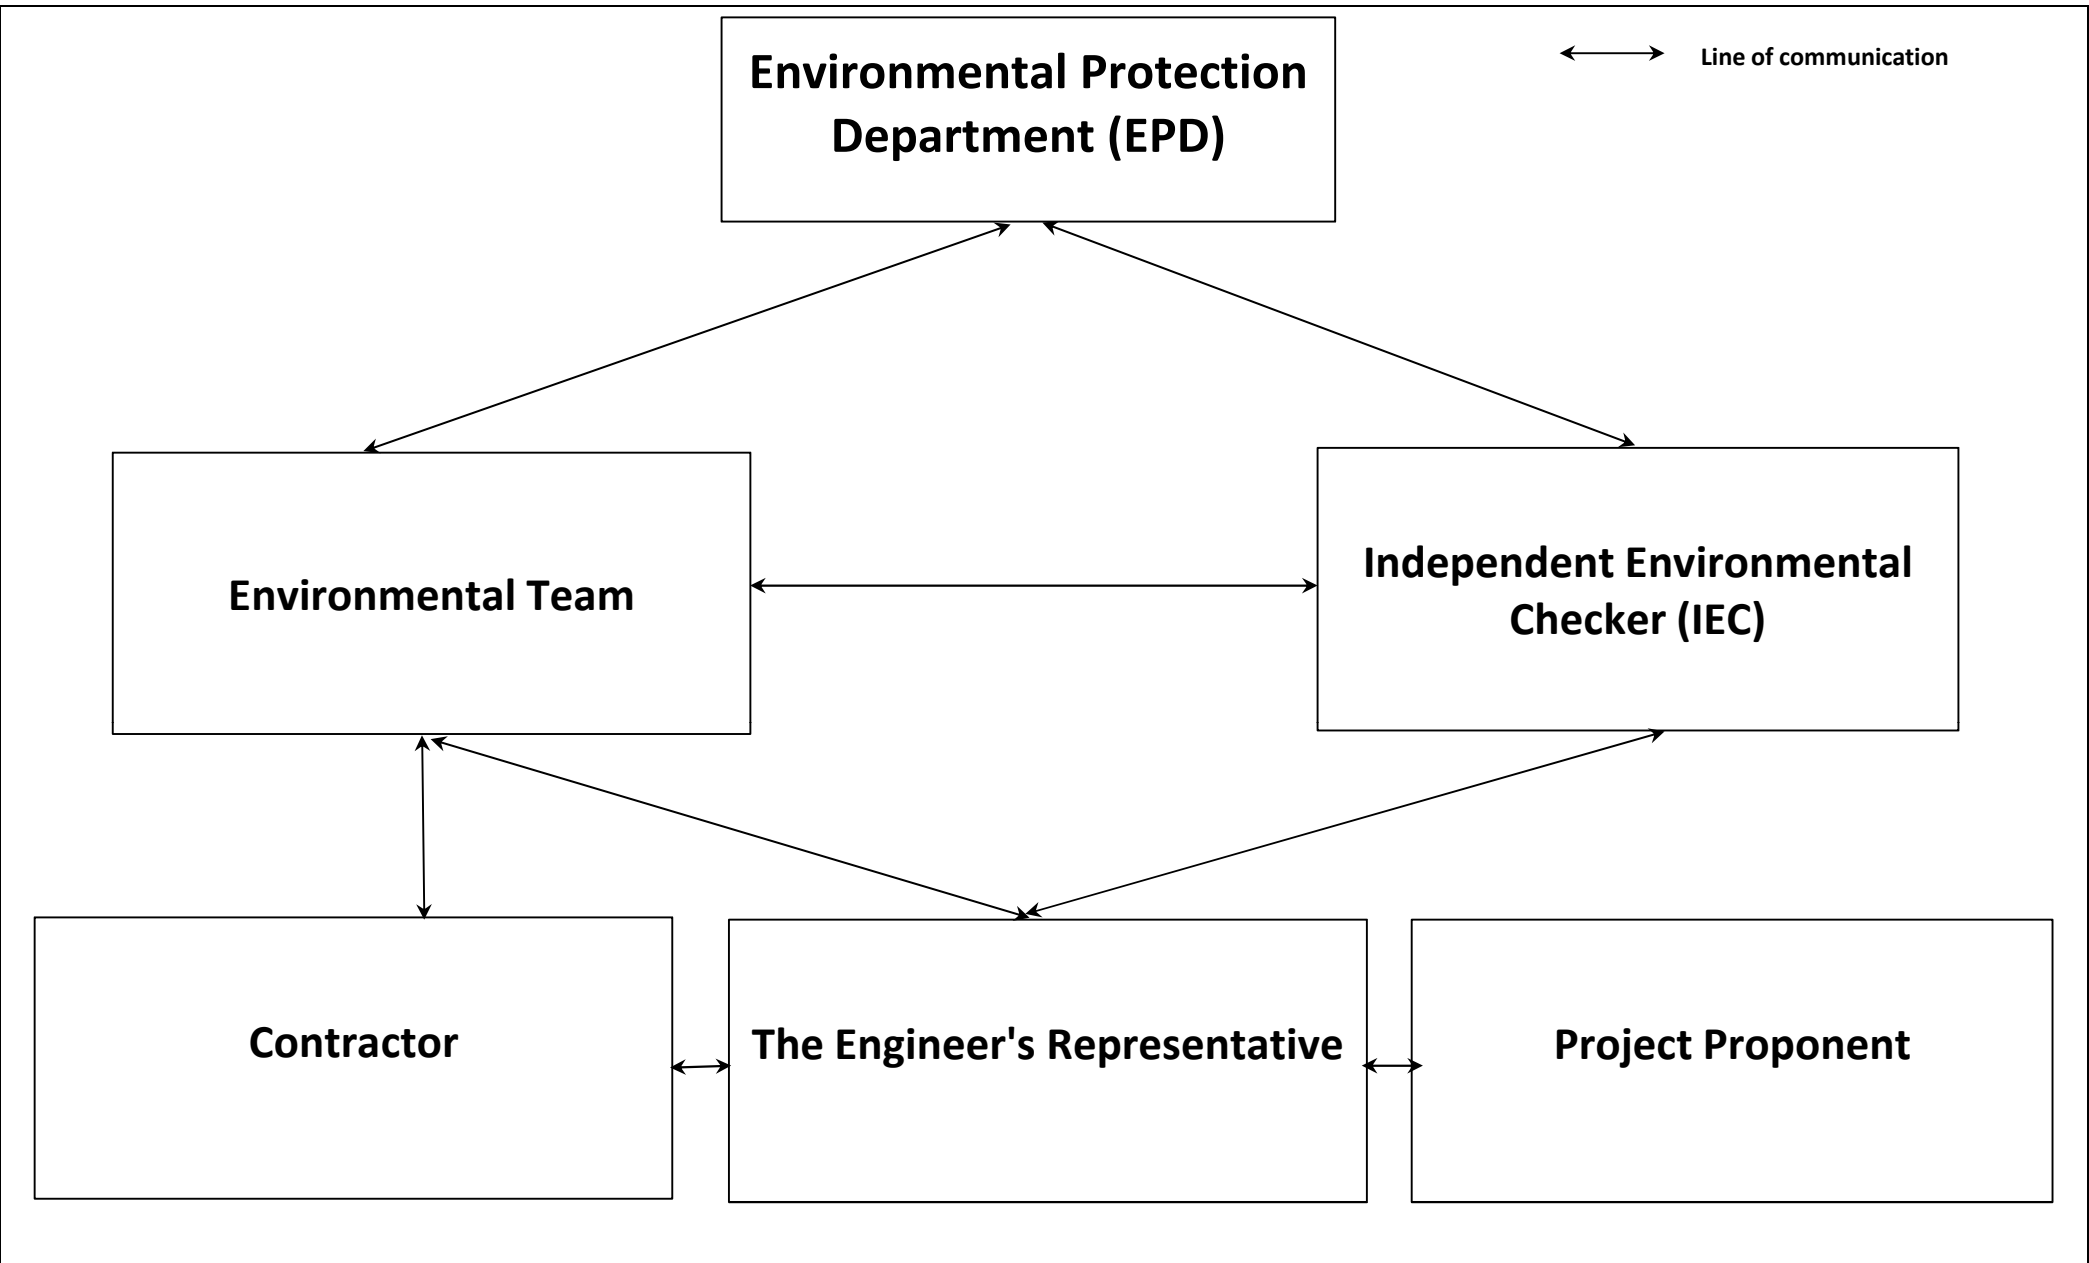 Environmental Protection
Department (EPD)
Line of communication
Environmental Team
Independent Environmental
Checker (IEC)
Contractor
The Engineer's Representative
Project Proponent